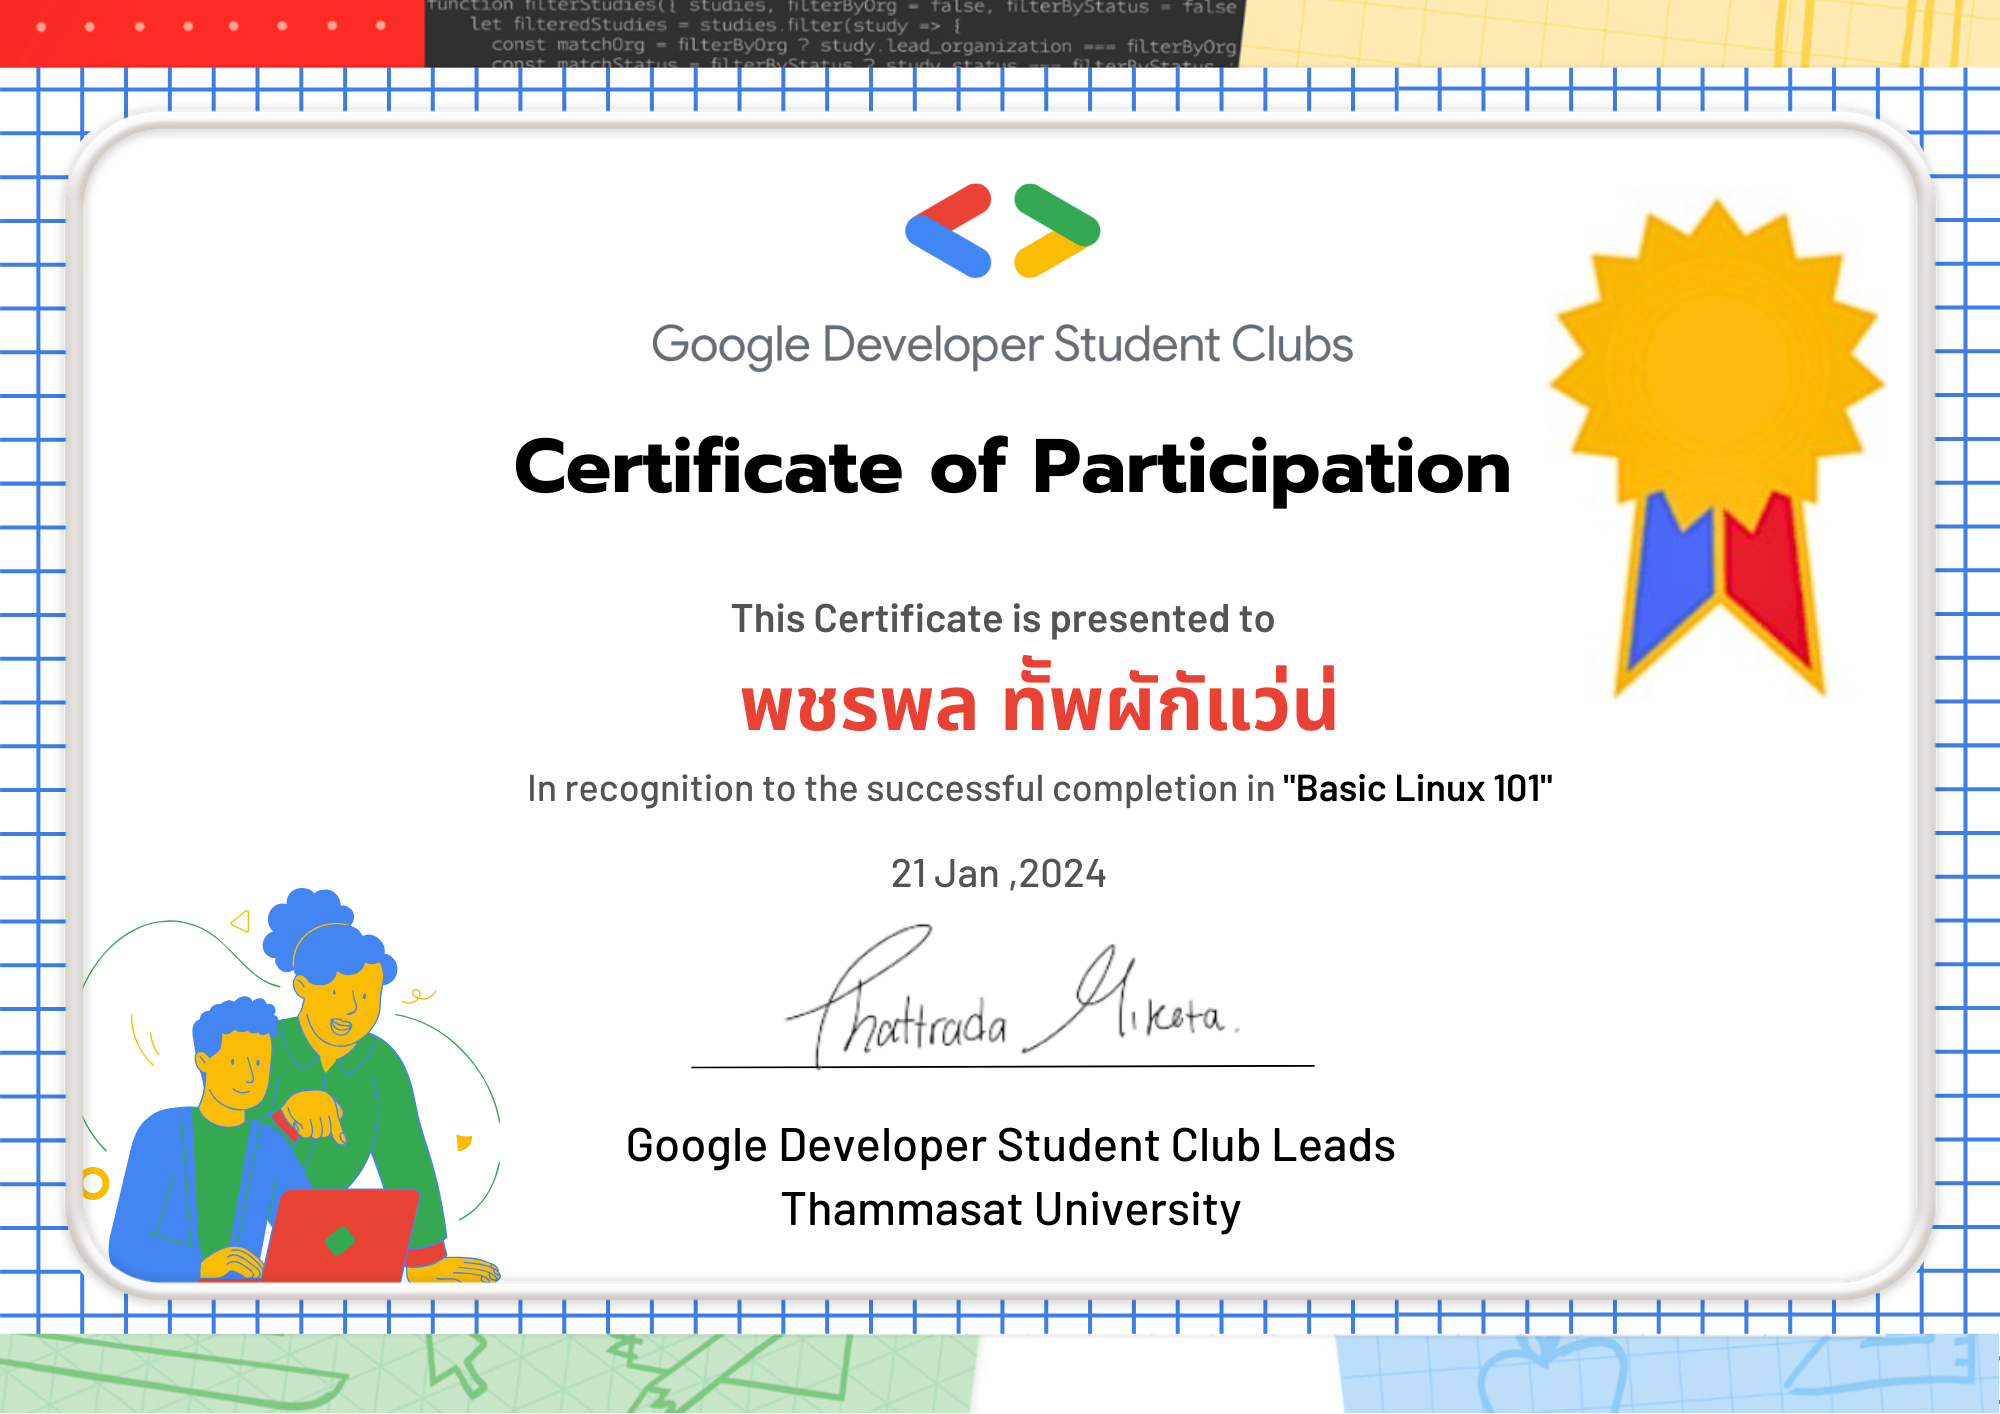 function filterStudies({ studies, filterByOrg = false, filterByStatus = false
let filteredStudies = studies.filter(study => {
const matchOrg = filterByOrg ? study.lead_organization === filterByOrg
const matchStatus = filterByStatus ? study.status === filterByStatus
Google Developer Student Clubs
Certificate of Participation
This Certificate is presented to
พชรพล ทัั้พผักัแว่น่
In recognition to the successful completion in "Basic Linux 101"
21 Jan ,2024
Phattrada Miketa.
Google Developer Student Club Leads
Thammasat University